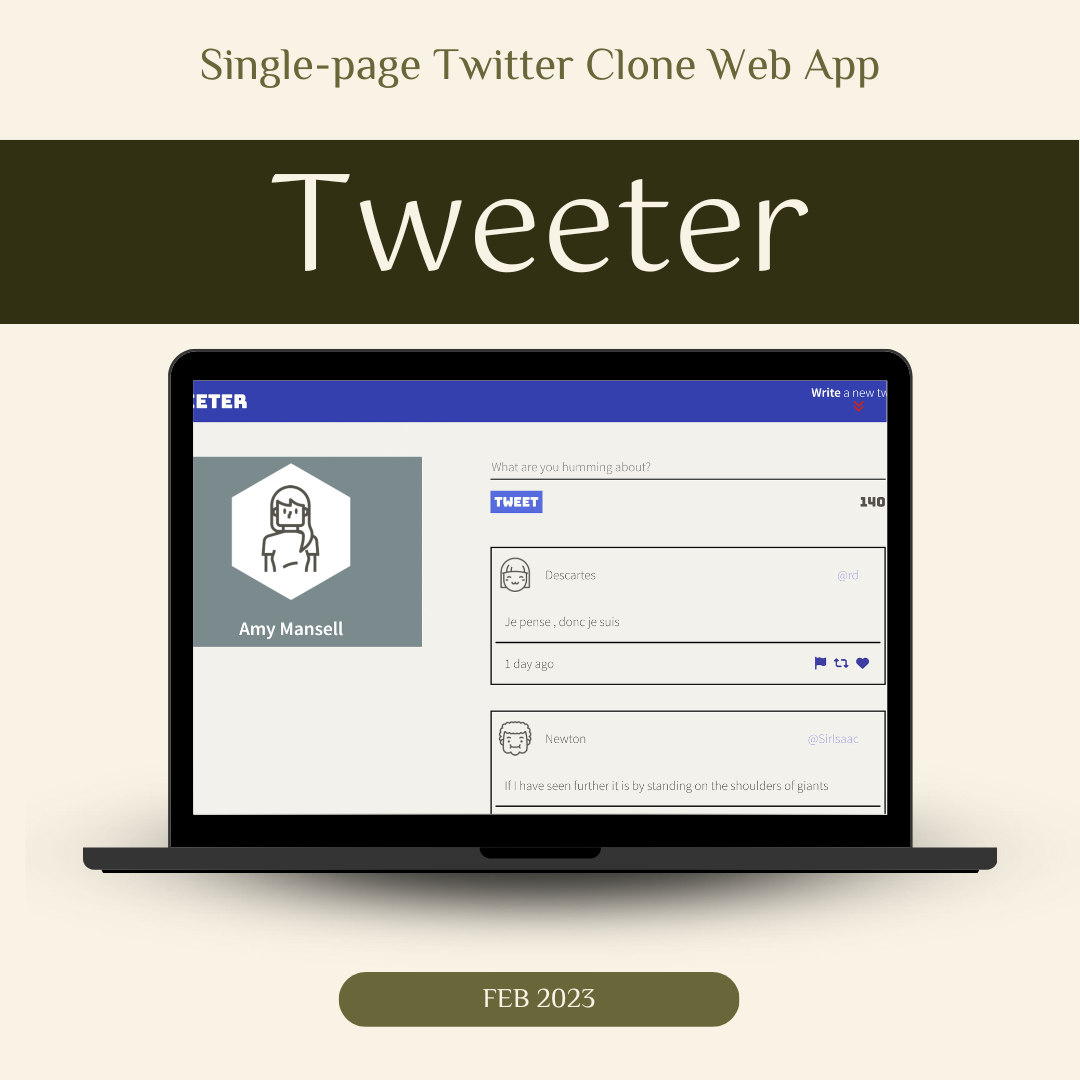 Single-page Twitter Clone Web App
Tweeter
ETER
Write a new tw
What are you humming about?
TWEET 140
Amy Mansell
Descartes @rd
Je pense , donc je suis
1 day ago
Newton @SirIsaac
If I have seen further it is by standing on the shoulders of giants
FEB 2023